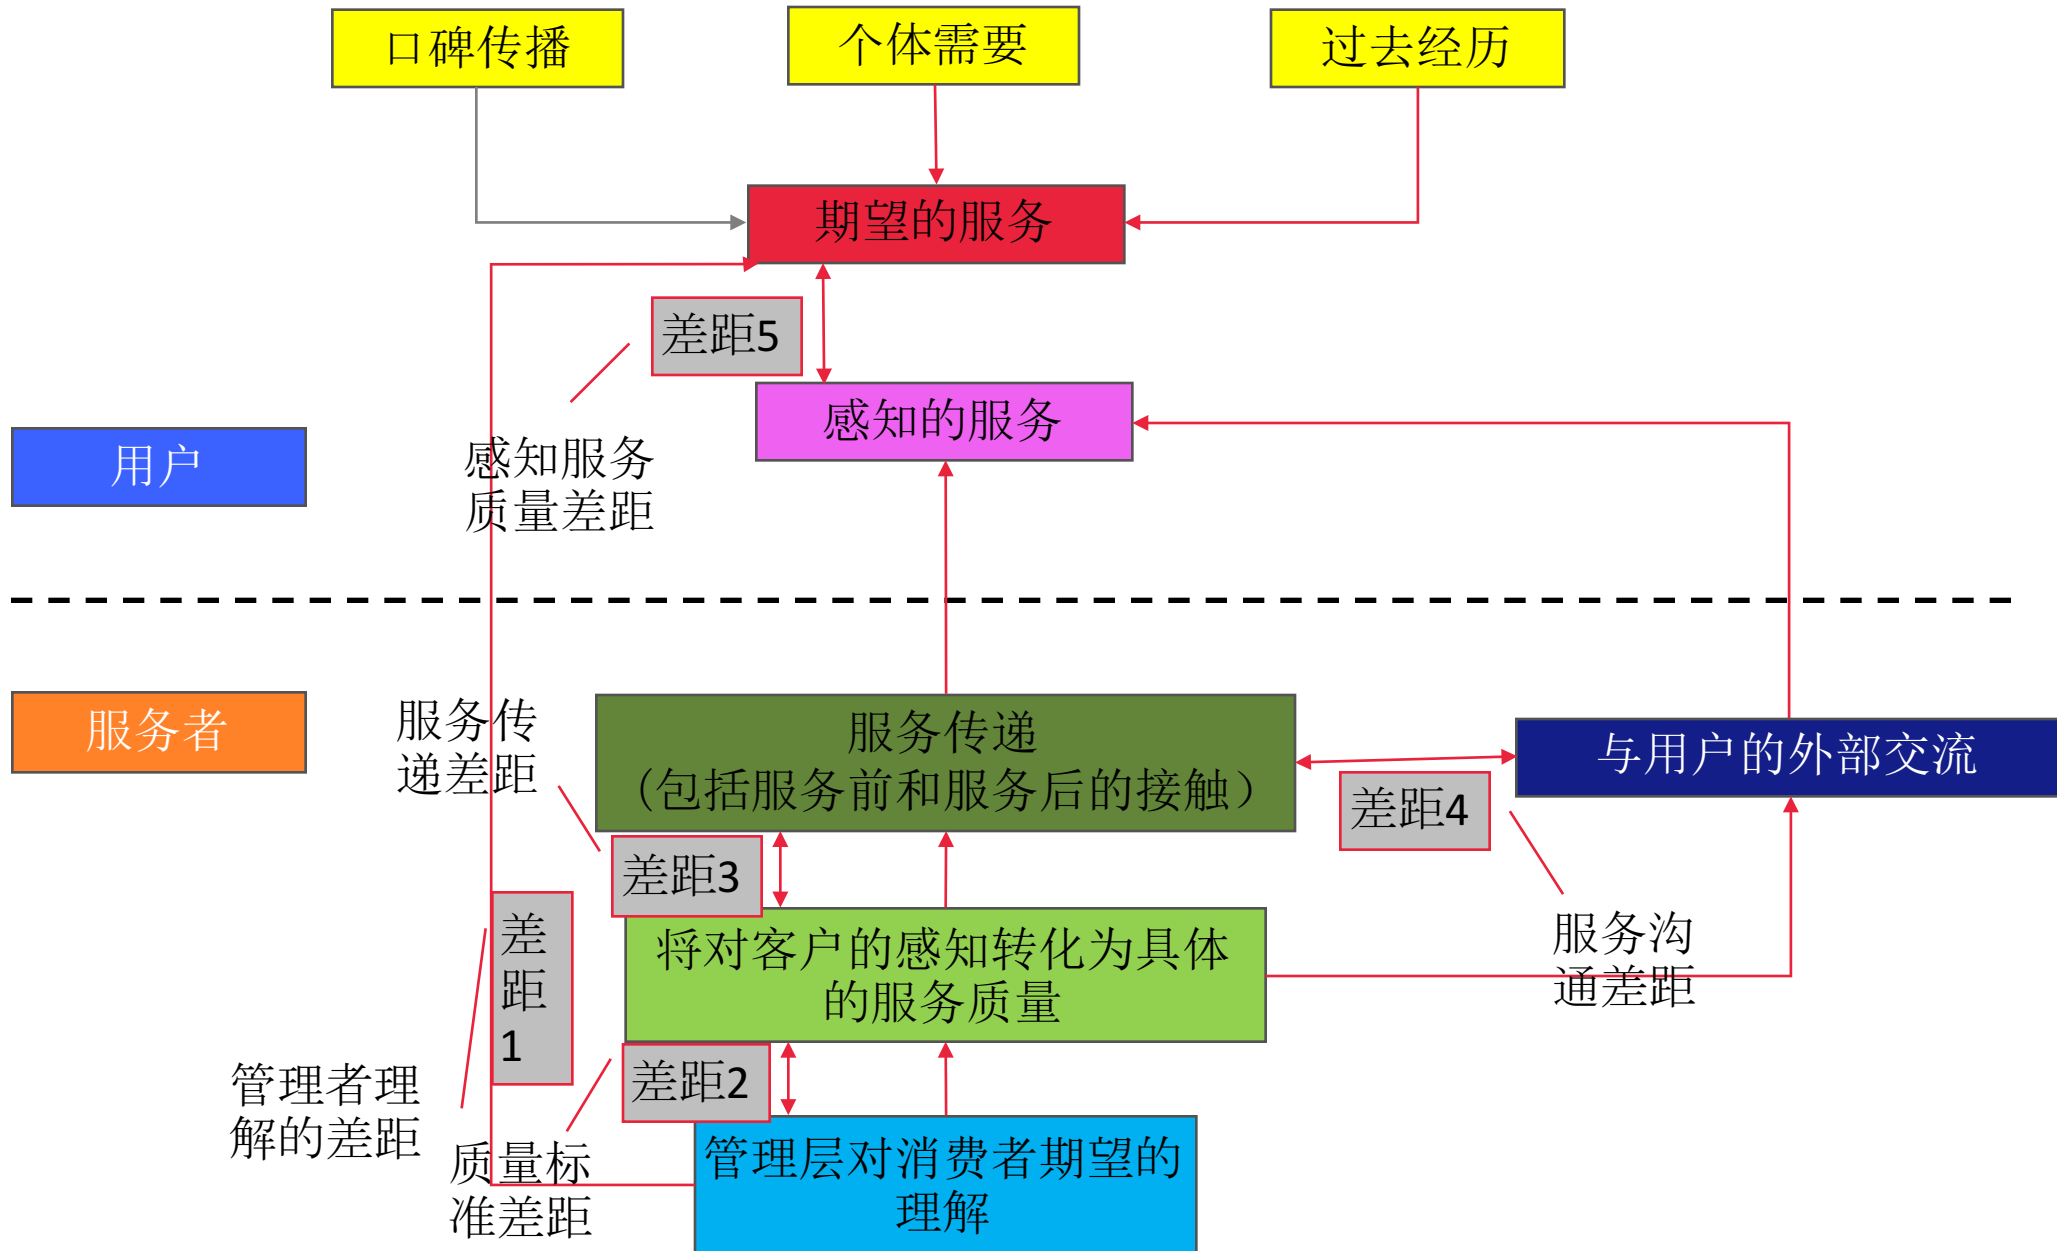 口碑传播
个体需要
过去经历
期望的服务
差距5
感知的服务
用户
感知服务
质量差距
服务者
服务传
递差距
服务传递
（包括服务前和服务后的接触）
与用户的外部交流
差距4
差距3
差
距
1
将对客户的感知转化为具体
的服务质量
服务沟
通差距
管理者理
解的差距
差距2
质量标
准差距
管理层对消费者期望的
理解